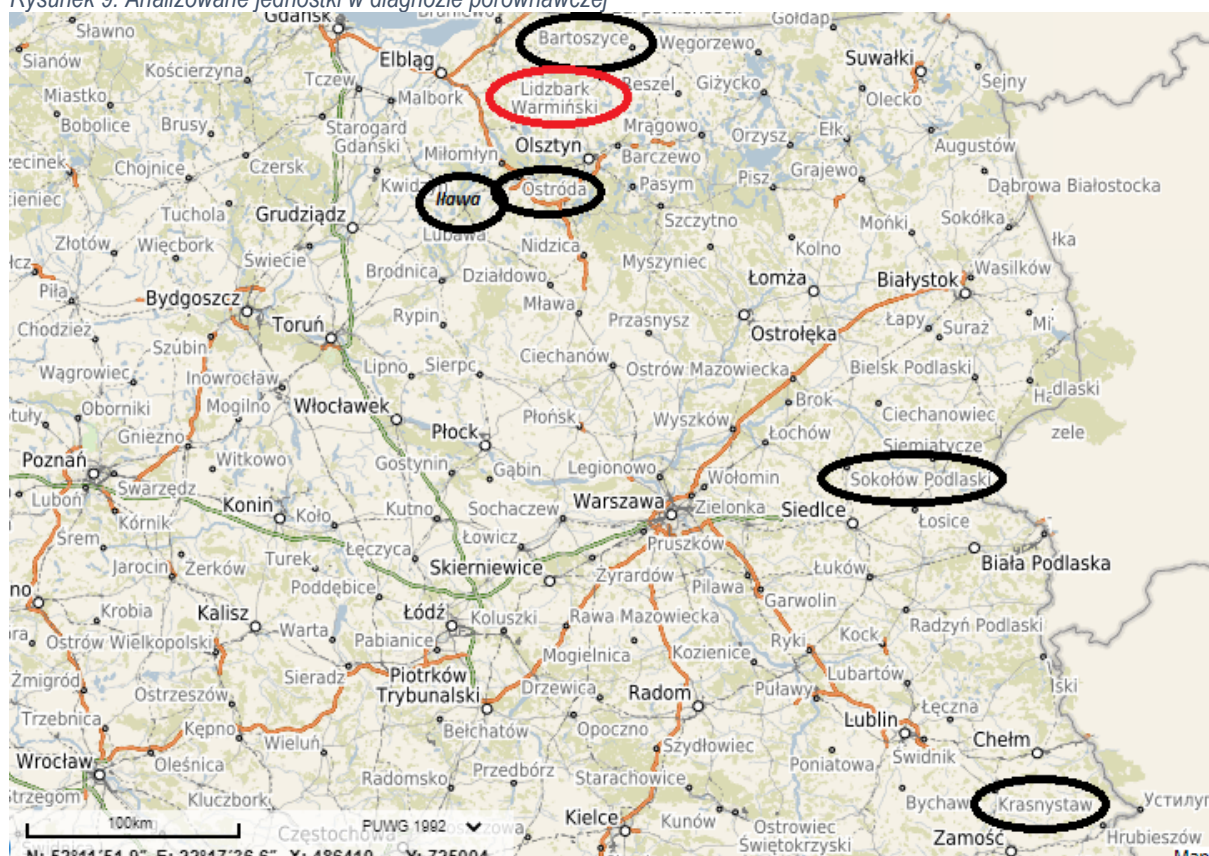 Rysunek 9. Analizowane jednostki w diagnozie porównawczej
Gdańsk
Sławno
Gołdap
Bartoszyce
Węgorzewo
Sianów
Kościerzyna
Tczew
Elbląg
Suwałki
Sejny
Miastko
Malbork
Lidzbark
Warmiński
Giżycko
Olecko
Bobolice
Brusy
Starogard
Gdański
Mrągowo
Orzysz
Ełk
Augustów
Chojnice
Czersk
Miłomłyn
Olsztyn
Barczewo
Pisz
Grajewo
Iława
Ostróda
Pasym
Dąbrowa Białostocka
Tuchola
Grudziądz
Szczytno
Mońki
Sokółka
Złotów
Więcbork
Lubawa
Nidzica
Kolno
Świecie
Myszyniec
Wasilków
Piła
Brodnica
Działdowo
Łomża
Białystok
Bydgoszcz
Mława
Toruń
Rypin
Przasnysz
Ostrołęka
Łapy
Suraż
Chodzież
Szubin
Lipno
Sierpc
Ciechanów
Ostrów Mazowiecka
Bielsk Podlaski
Wągrowiec
Inowrocław
Oborniki
Mogilno
Włocławek
Płońsk
Wyszków
Brok
Ciechanowiec
Gniezno
Płock
Łochów
Siemiatycze
Poznań
Witkowo
Gostynin
Gąbin
Legionowo
Wołomin
Sokołów Podlaski
Luboń
Swarzędz
Konin
Koło
Kutno
Sochaczew
Warszawa
Zielonka
Siedlce
Łosice
Kórnik
Śrem
Łowicz
Pruszków
Biała Podlaska
Jarocin
Żerków
Turek
Łęczyca
Skierniewice
Żyrardów
Pilawa
Łuków
Poddębice
Garwolin
Krobia
Kalisz
Warta
Łódź
Koluszki
Rawa Mazowiecka
Radzyń Podlaski
Ostrów Wielkopolski
Pabianice
Mogielnica
Kozienice
Ryki
Kock
Żmigród
Sieradz
Piotrków
Trybunalski
Drzewica
Radom
Puławy
Lubartów
Ostrzeszów
Trzebnica
Kępno
Wieluń
Bełchatów
Opoczno
Szydłowiec
Lublin
Łęczna
Świdnik
Chełm
Wrocław
Oleśnica
Radomsko
Przedbórz
Starachowice
Poniatowa
Kluczbork
Krasnystaw
100km
PUWG 1992
Częstochowa
Kielce
Kunów
Ostrowiec
Świętokrzyski
Zamość
Hrubieszów